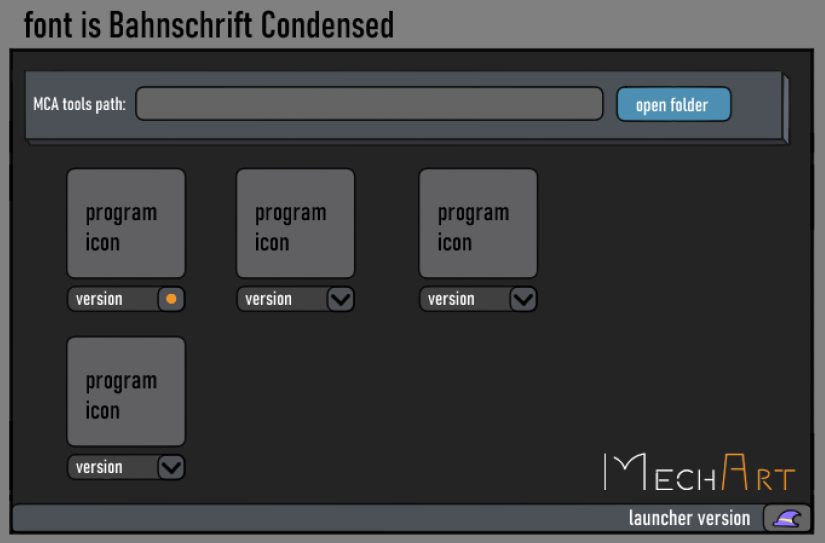 font is Bahnschrift Condensed
MCA tools path:
open folder
program
icon
program
icon
program
icon
version
version
version
program
icon
version
MECHART
launcher version